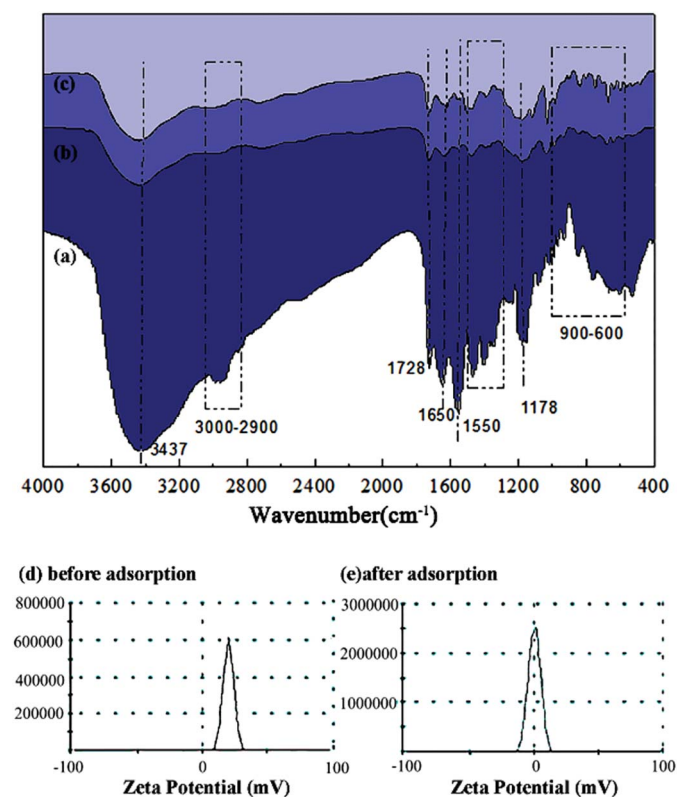 (c)
(b)
(a)
900-600
1728
1650
1550
1178
3437
3000-2900
4000 3600 3200 2800 2400 2000 1600 1200 800 400
Wavenumber(cm⁻¹)
(d) before adsorption
(e)after adsorption
800000
600000
400000
200000
-100 0 100
Zeta Potential (mV)
3000000
2000000
1000000
-100 0 100
Zeta Potential (mV)